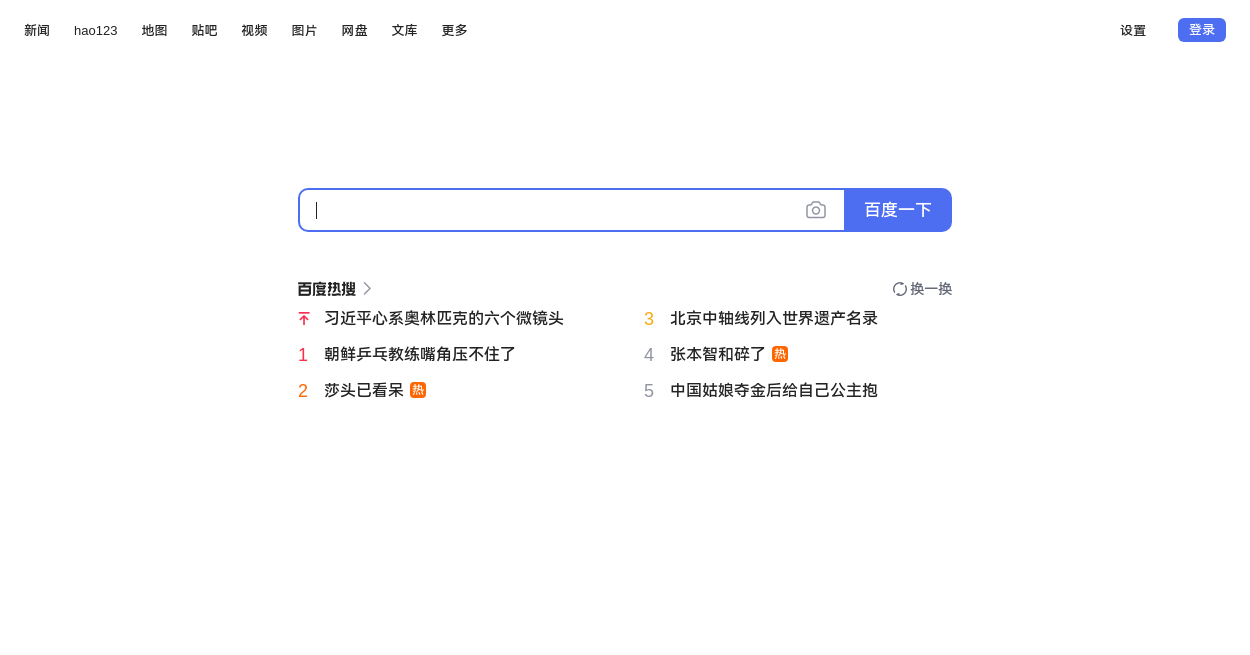 新闻 hao123 地图 贴吧 视频 图片 网盘 文库 更多 设置 登录
百度一下
百度热搜 换一换
习近平心系奥林匹克的六个微镜头
1 朝鲜乒乓教练嘴角压不住了
2 莎头已看呆 热
3 北京中轴线列入世界遗产名录
4 张本智和碎了 热
5 中国姑娘夺金后给自己公主抱